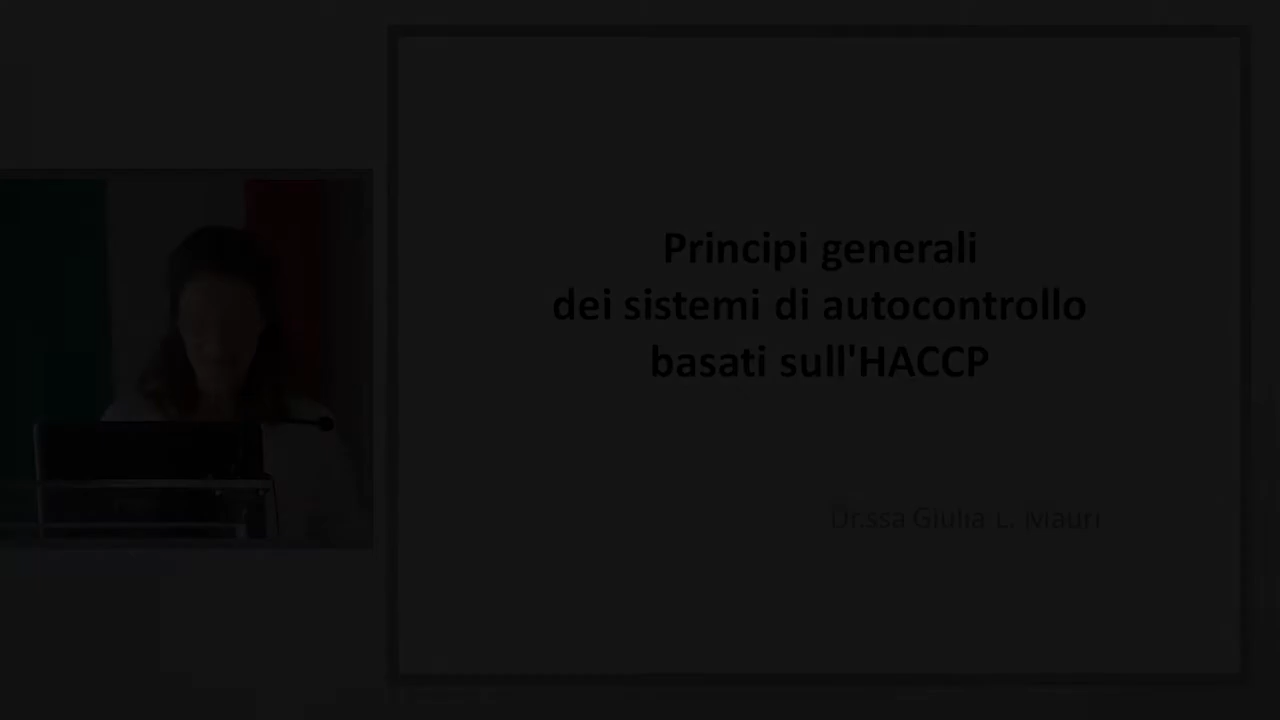 Principi generali
dei sistemi di autocontrollo
basati sull'HACCP
Dr.ssa Giulia L. Mauri